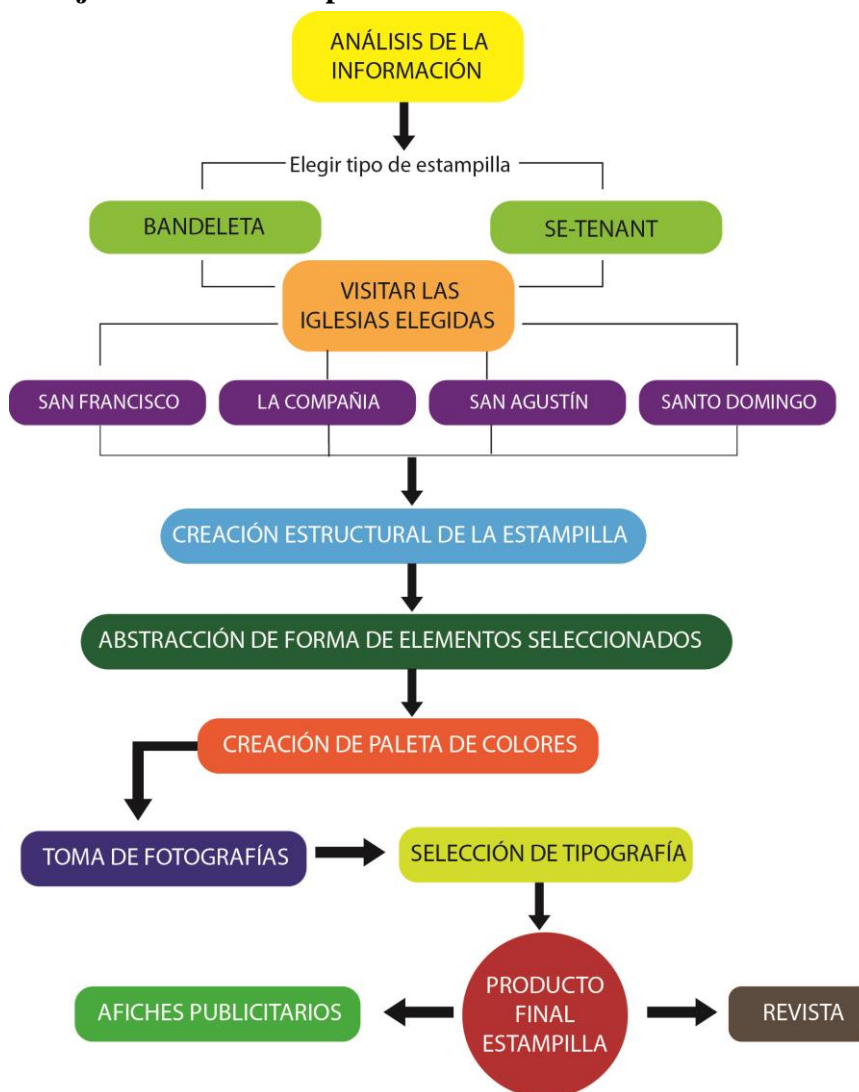 ANÁLISIS DE LA
INFORMACIÓN
Elegir tipo de estampilla
BANDELETA
SE-TENANT
VISITAR LAS
IGLESIAS ELEGIDAS
SAN FRANCISCO
LA COMPAÑIA
SAN AGUSTÍN
SANTO DOMINGO
CREACIÓN ESTRUCTURAL DE LA ESTAMPILLA
ABSTRACCIÓN DE FORMA DE ELEMENTOS SELECCIONADOS
CREACIÓN DE PALETA DE COLORES
TOMA DE FOTOGRAFÍAS
SELECCIÓN DE TIPOGRAFÍA
PRODUCTO
FINAL
ESTAMPILLA
AFICHES PUBLICITARIOS
REVISTA